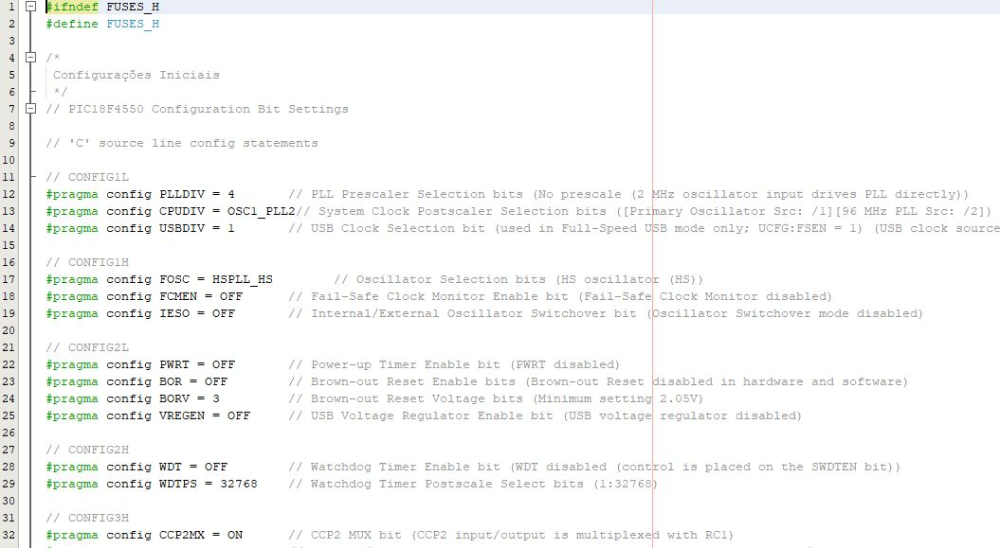 1 #ifndef FUSES_H
2 #define FUSES_H
3
4 /*
5 Configurações Iniciais
6 */
7 // PIC18F4550 Configuration Bit Settings
8
9 // 'C' source line config statements
10
11 // CONFIG1L
12 #pragma config PLLDIV = 4 // PLL Prescaler Selection bits (No prescale (2 MHz oscillator input drives PLL directly))
13 #pragma config CPUDIV = OSC1_PLL2// System Clock Postscaler Selection bits ([Primary Oscillator Src: /1][96 MHz PLL Src: /2])
14 #pragma config USBDIV = 1 // USB Clock Selection bit (used in Full-Speed USB mode only; UCFG:FSEN = 1) (USB clock source
15
16 // CONFIG1H
17 #pragma config FOSC = HSPLL_HS // Oscillator Selection bits (HS oscillator (HS))
18 #pragma config FCMEN = OFF // Fail-Safe Clock Monitor Enable bit (Fail-Safe Clock Monitor disabled)
19 #pragma config IESO = OFF // Internal/External Oscillator Switchover bit (Oscillator Switchover mode disabled)
20
21 // CONFIG2L
22 #pragma config PWRT = OFF // Power-up Timer Enable bit (PWRT disabled)
23 #pragma config BOR = OFF // Brown-out Reset Enable bits (Brown-out Reset disabled in hardware and software)
24 #pragma config BORV = 3 // Brown-out Reset Voltage bits (Minimum setting 2.05V)
25 #pragma config VREGEN = OFF // USB Voltage Regulator Enable bit (USB voltage regulator disabled)
26
27 // CONFIG2H
28 #pragma config WDT = OFF // Watchdog Timer Enable bit (WDT disabled (control is placed on the SWDTEN bit))
29 #pragma config WDTPS = 32768 // Watchdog Timer Postscale Select bits (1:32768)
30
31 // CONFIG3H
32 #pragma config CCP2MX = ON // CCP2 MUX bit (CCP2 input/output is multiplexed with RC1)